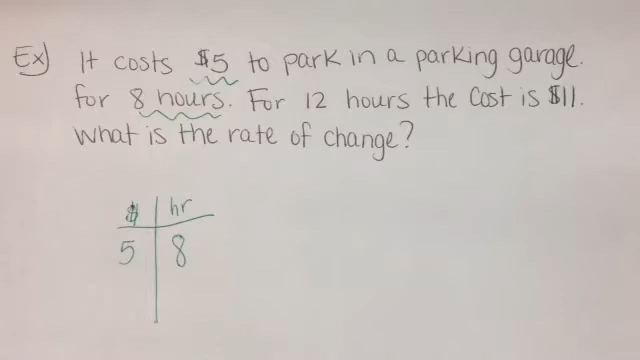 Ex) It costs $5 to park in a parking garage.
for 8 hours. For 12 hours the cost is $11.
What is the rate of change?
$ hr
5 8